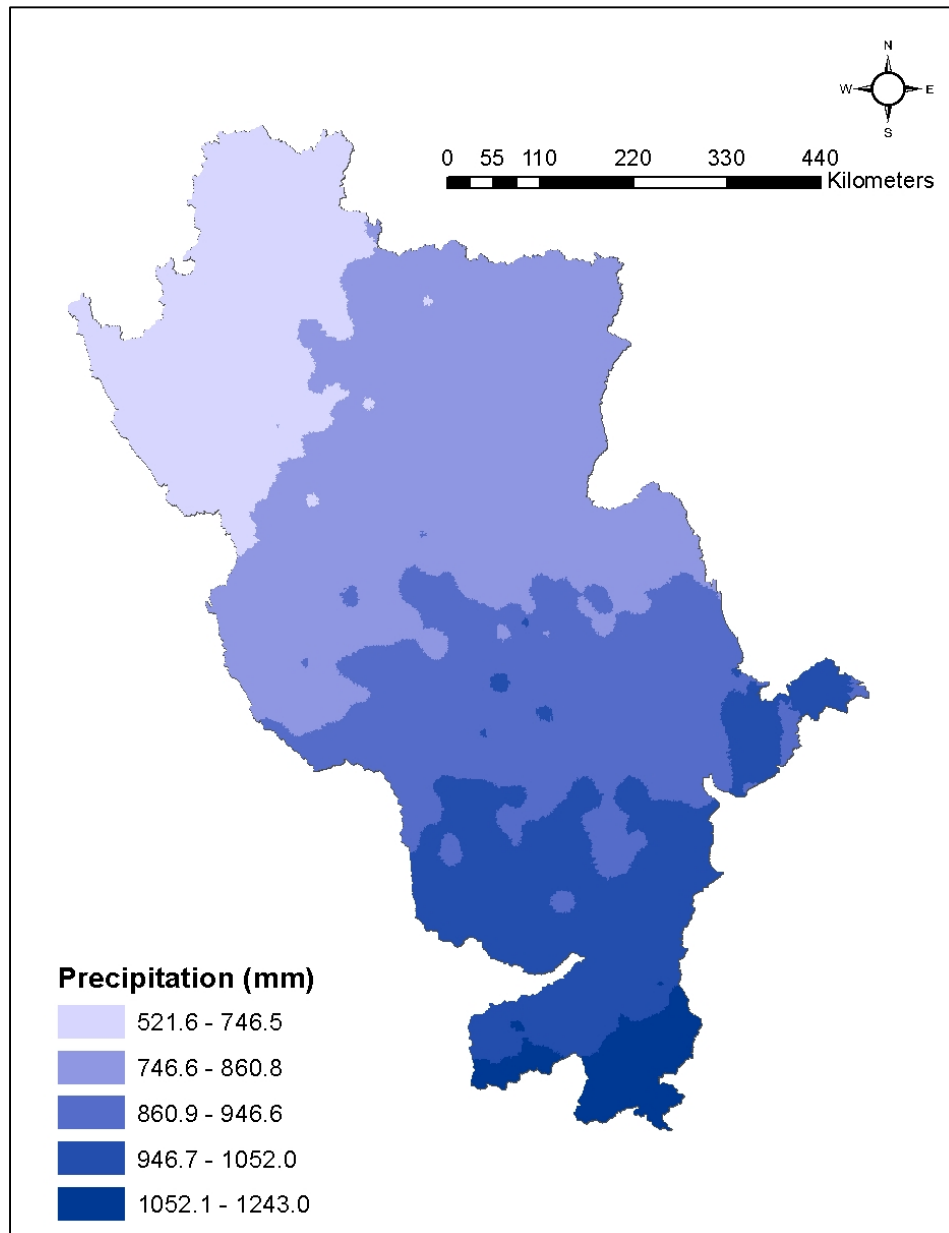 N
W E
S
0 55 110 220 330 440
Kilometers
Precipitation (mm)
521.6 - 746.5
746.6 - 860.8
860.9 - 946.6
946.7 - 1052.0
1052.1 - 1243.0